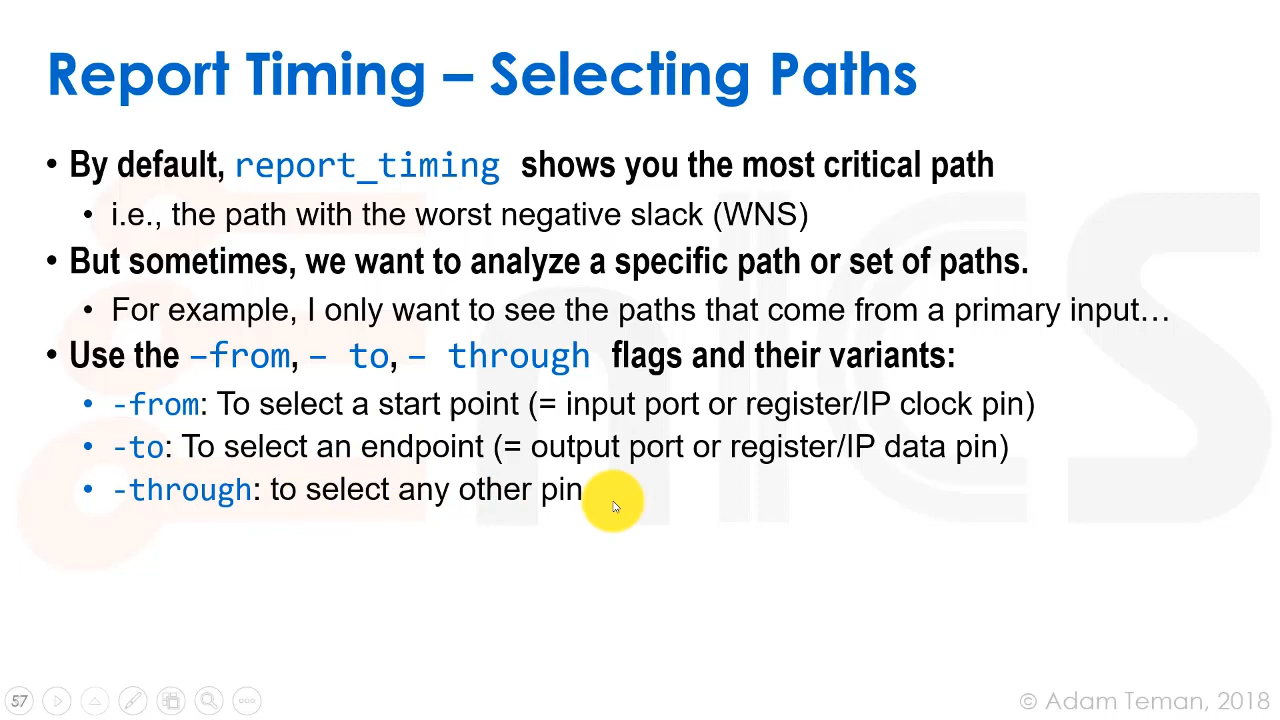 Report Timing – Selecting Paths
• By default, report_timing shows you the most critical path
• i.e., the path with the worst negative slack (WNS)
• But sometimes, we want to analyze a specific path or set of paths.
• For example, I only want to see the paths that come from a primary input…
• Use the –from, – to, – through flags and their variants:
• -from: To select a start point (= input port or register/IP clock pin)
• -to: To select an endpoint (= output port or register/IP data pin)
• -through: to select any other pin
EnICS
57
© Adam Teman, 2018